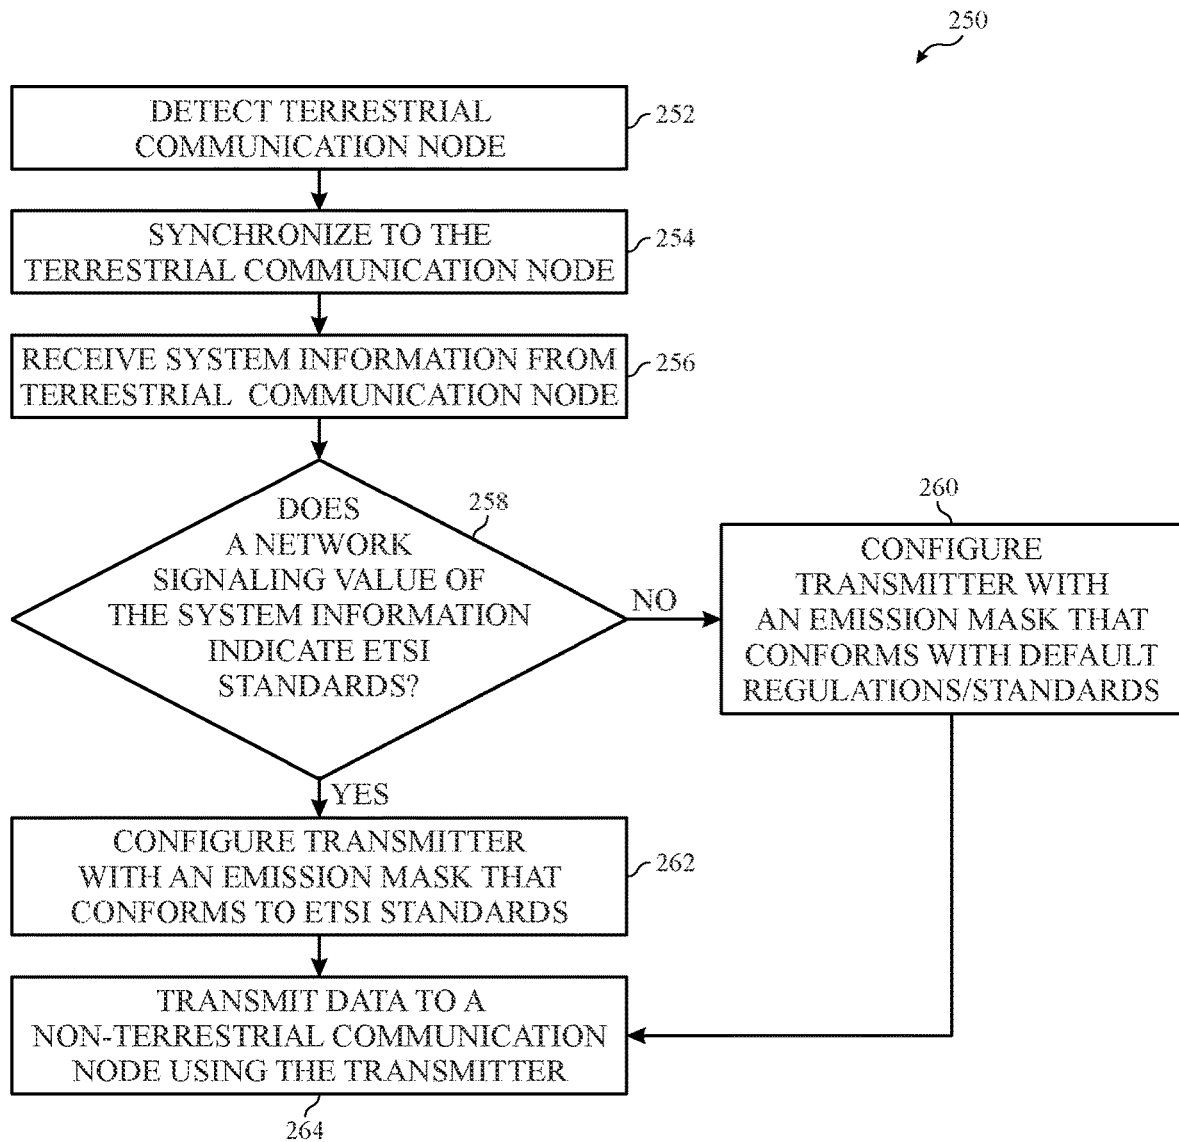 250
DETECT TERRESTRIAL
COMMUNICATION NODE
252
SYNCHRONIZE TO THE
TERRESTRIAL COMMUNICATION NODE
254
RECEIVE SYSTEM INFORMATION FROM
TERRESTRIAL COMMUNICATION NODE
256
DOES
A NETWORK
SIGNALING VALUE OF
THE SYSTEM INFORMATION
INDICATE ETSI
STANDARDS?
258
NO
260
CONFIGURE
TRANSMITTER WITH
AN EMISSION MASK THAT
CONFORMS WITH DEFAULT
REGULATIONS/STANDARDS
YES
CONFIGURE TRANSMITTER
WITH AN EMISSION MASK THAT
CONFORMS TO ETSI STANDARDS
262
TRANSMIT DATA TO A
NON-TERRESTRIAL COMMUNICATION
NODE USING THE TRANSMITTER
264